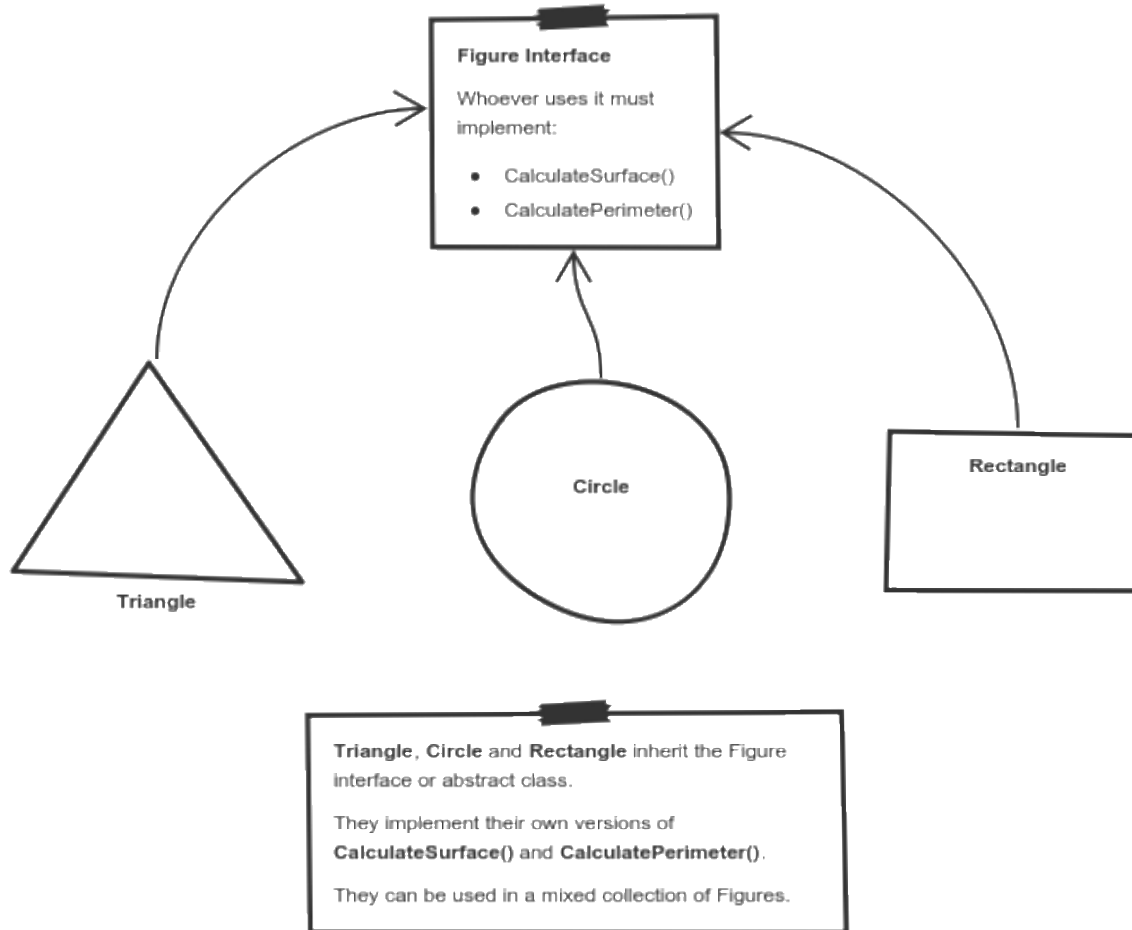 Figure Interface
Whoever uses it must
implement:
• CalculateSurface()
• CalculatePerimeter()
Circle
Rectangle
Triangle
Triangle, Circle and Rectangle inherit the Figure
interface or abstract class.
They implement their own versions of
CalculateSurface() and CalculatePerimeter().
They can be used in a mixed collection of Figures.